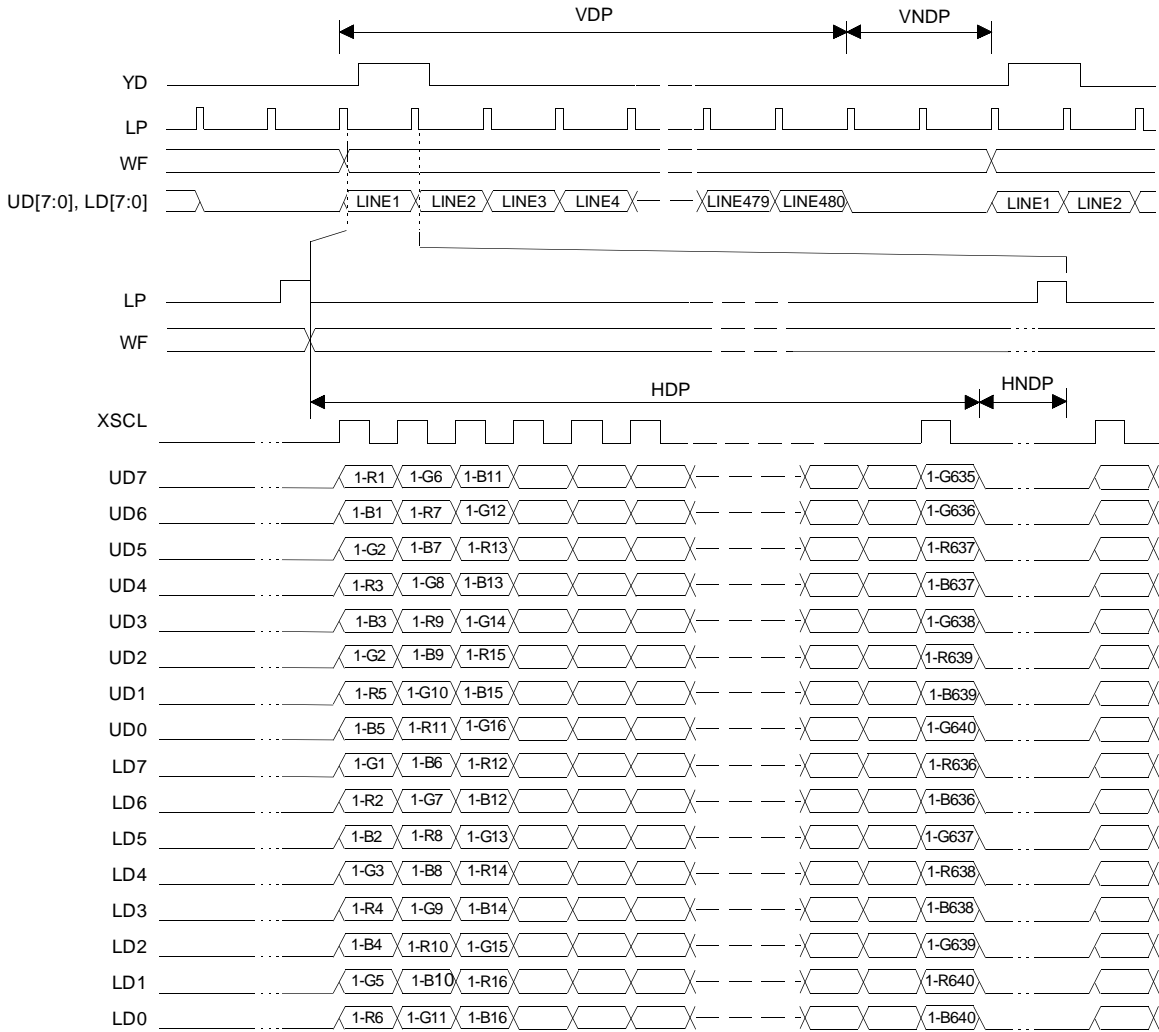 VDP VNDP
YD
LP
WF
UD[7:0], LD[7:0] LINE1 LINE2 LINE3 LINE4 LINE479 LINE480 LINE1 LINE2
LP
WF
HDP HNDP
XSCL
UD7 1-R1 1-G6 1-B11 1-G635
UD6 1-B1 1-R7 1-G12 1-G636
UD5 1-G2 1-B7 1-R13 1-R637
UD4 1-R3 1-G8 1-B13 1-B637
UD3 1-B3 1-R9 1-G14 1-G638
UD2 1-G2 1-B9 1-R15 1-R639
UD1 1-R5 1-G10 1-B15 1-B639
UD0 1-B5 1-R11 1-G16 1-G640
LD7 1-G1 1-B6 1-R12 1-R636
LD6 1-R2 1-G7 1-B12 1-B636
LD5 1-B2 1-R8 1-G13 1-G637
LD4 1-G3 1-B8 1-R14 1-R638
LD3 1-R4 1-G9 1-B14 1-B638
LD2 1-B4 1-R10 1-G15 1-G639
LD1 1-G5 1-B10 1-R16 1-R640
LD0 1-R6 1-G11 1-B16 1-B640